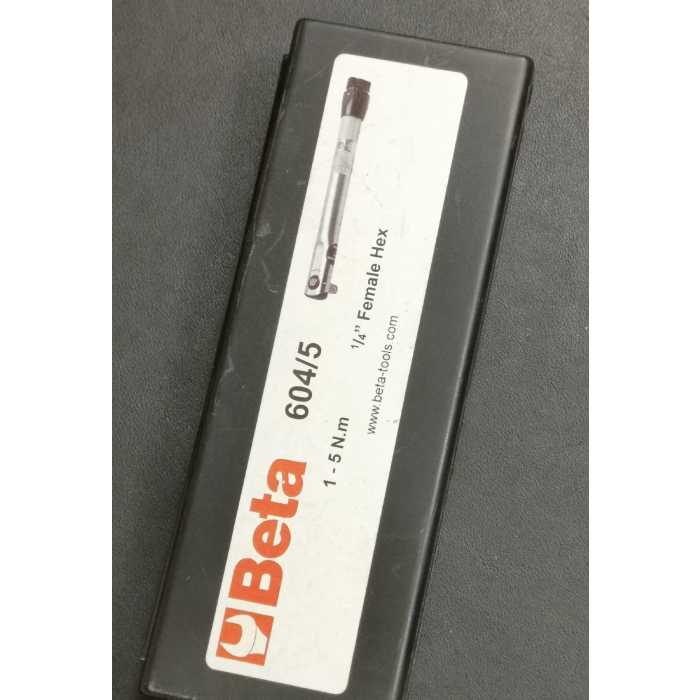 Beta 604/5
1 - 5 N.m
1/4" Female Hex
www.beta-tools.com